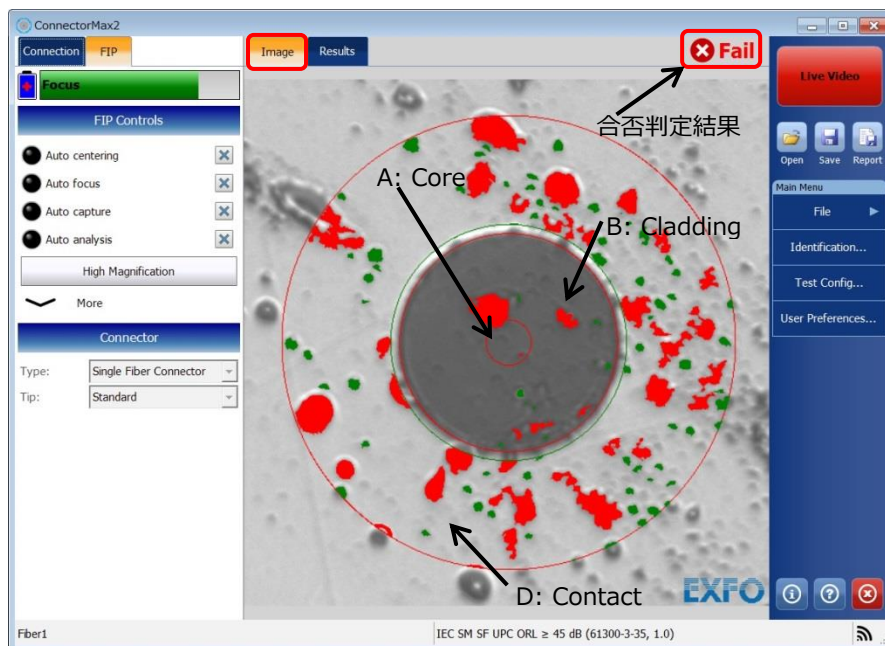 ConnectorMax2
Connection
FIP
Image
Results
Fail
Focus
Live Video
FIP Controls
合否判定結果
Auto centering
Open
Save
Report
Auto focus
A: Core
Main Menu
Auto capture
File
B: Cladding
Auto analysis
Identification...
High Magnification
Test Config...
More
User Preferences...
Connector
Type:
Single Fiber Connector
Tip:
Standard
D: Contact
EXFO
Fiber1
IEC SM SF UPC ORL ≥ 45 dB (61300-3-35, 1.0)